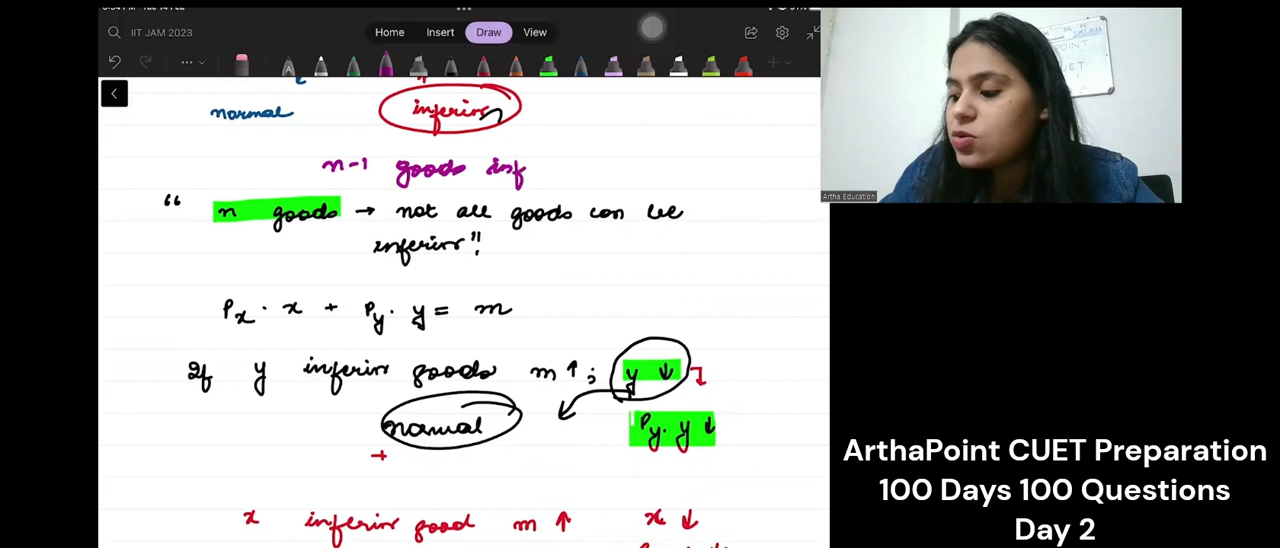 IIT JAM 2023
Home Insert Draw View
normal inferior
n-1 goods inf
" n goods → not all goods can be
inferior"!
Px · x + Py · y = m
If y inferior goods m ↑ ; y ↓
normal Py · y ↓
+
x inferior good m ↑ x ↓
Artha Education
ArthaPoint CUET Preparation
100 Days 100 Questions
Day 2